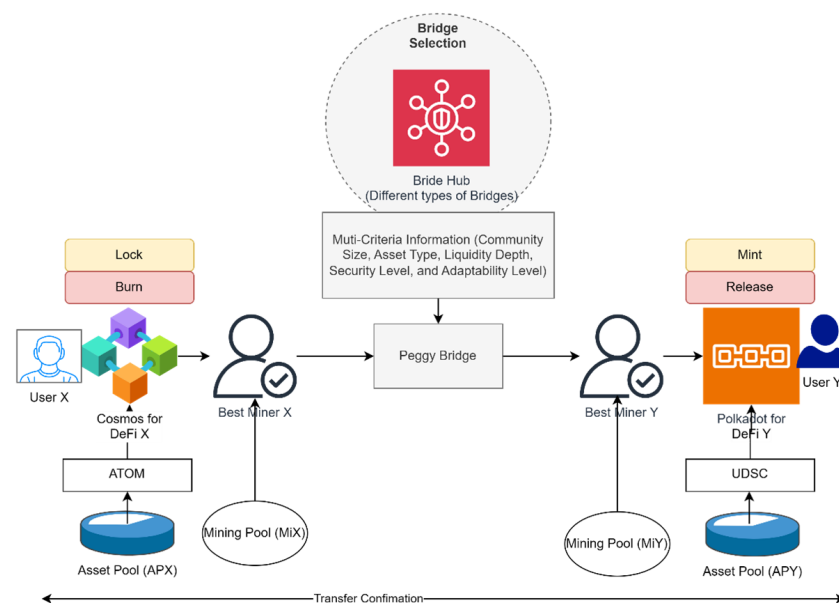 Bridge
Selection
Bride Hub
(Different types of Bridges)
Muti-Criteria Information (Community
Size, Asset Type, Liquidity Depth,
Security Level, and Adaptability Level)
Lock
Burn
Mint
Release
Peggy Bridge
User X
Best Miner X
Best Miner Y
User Y
Cosmos for
DeFi X
Polkadot for
DeFi Y
ATOM
UDSC
Mining Pool (MiX)
Mining Pool (MiY)
Asset Pool (APX)
Asset Pool (APY)
Transfer Confimation